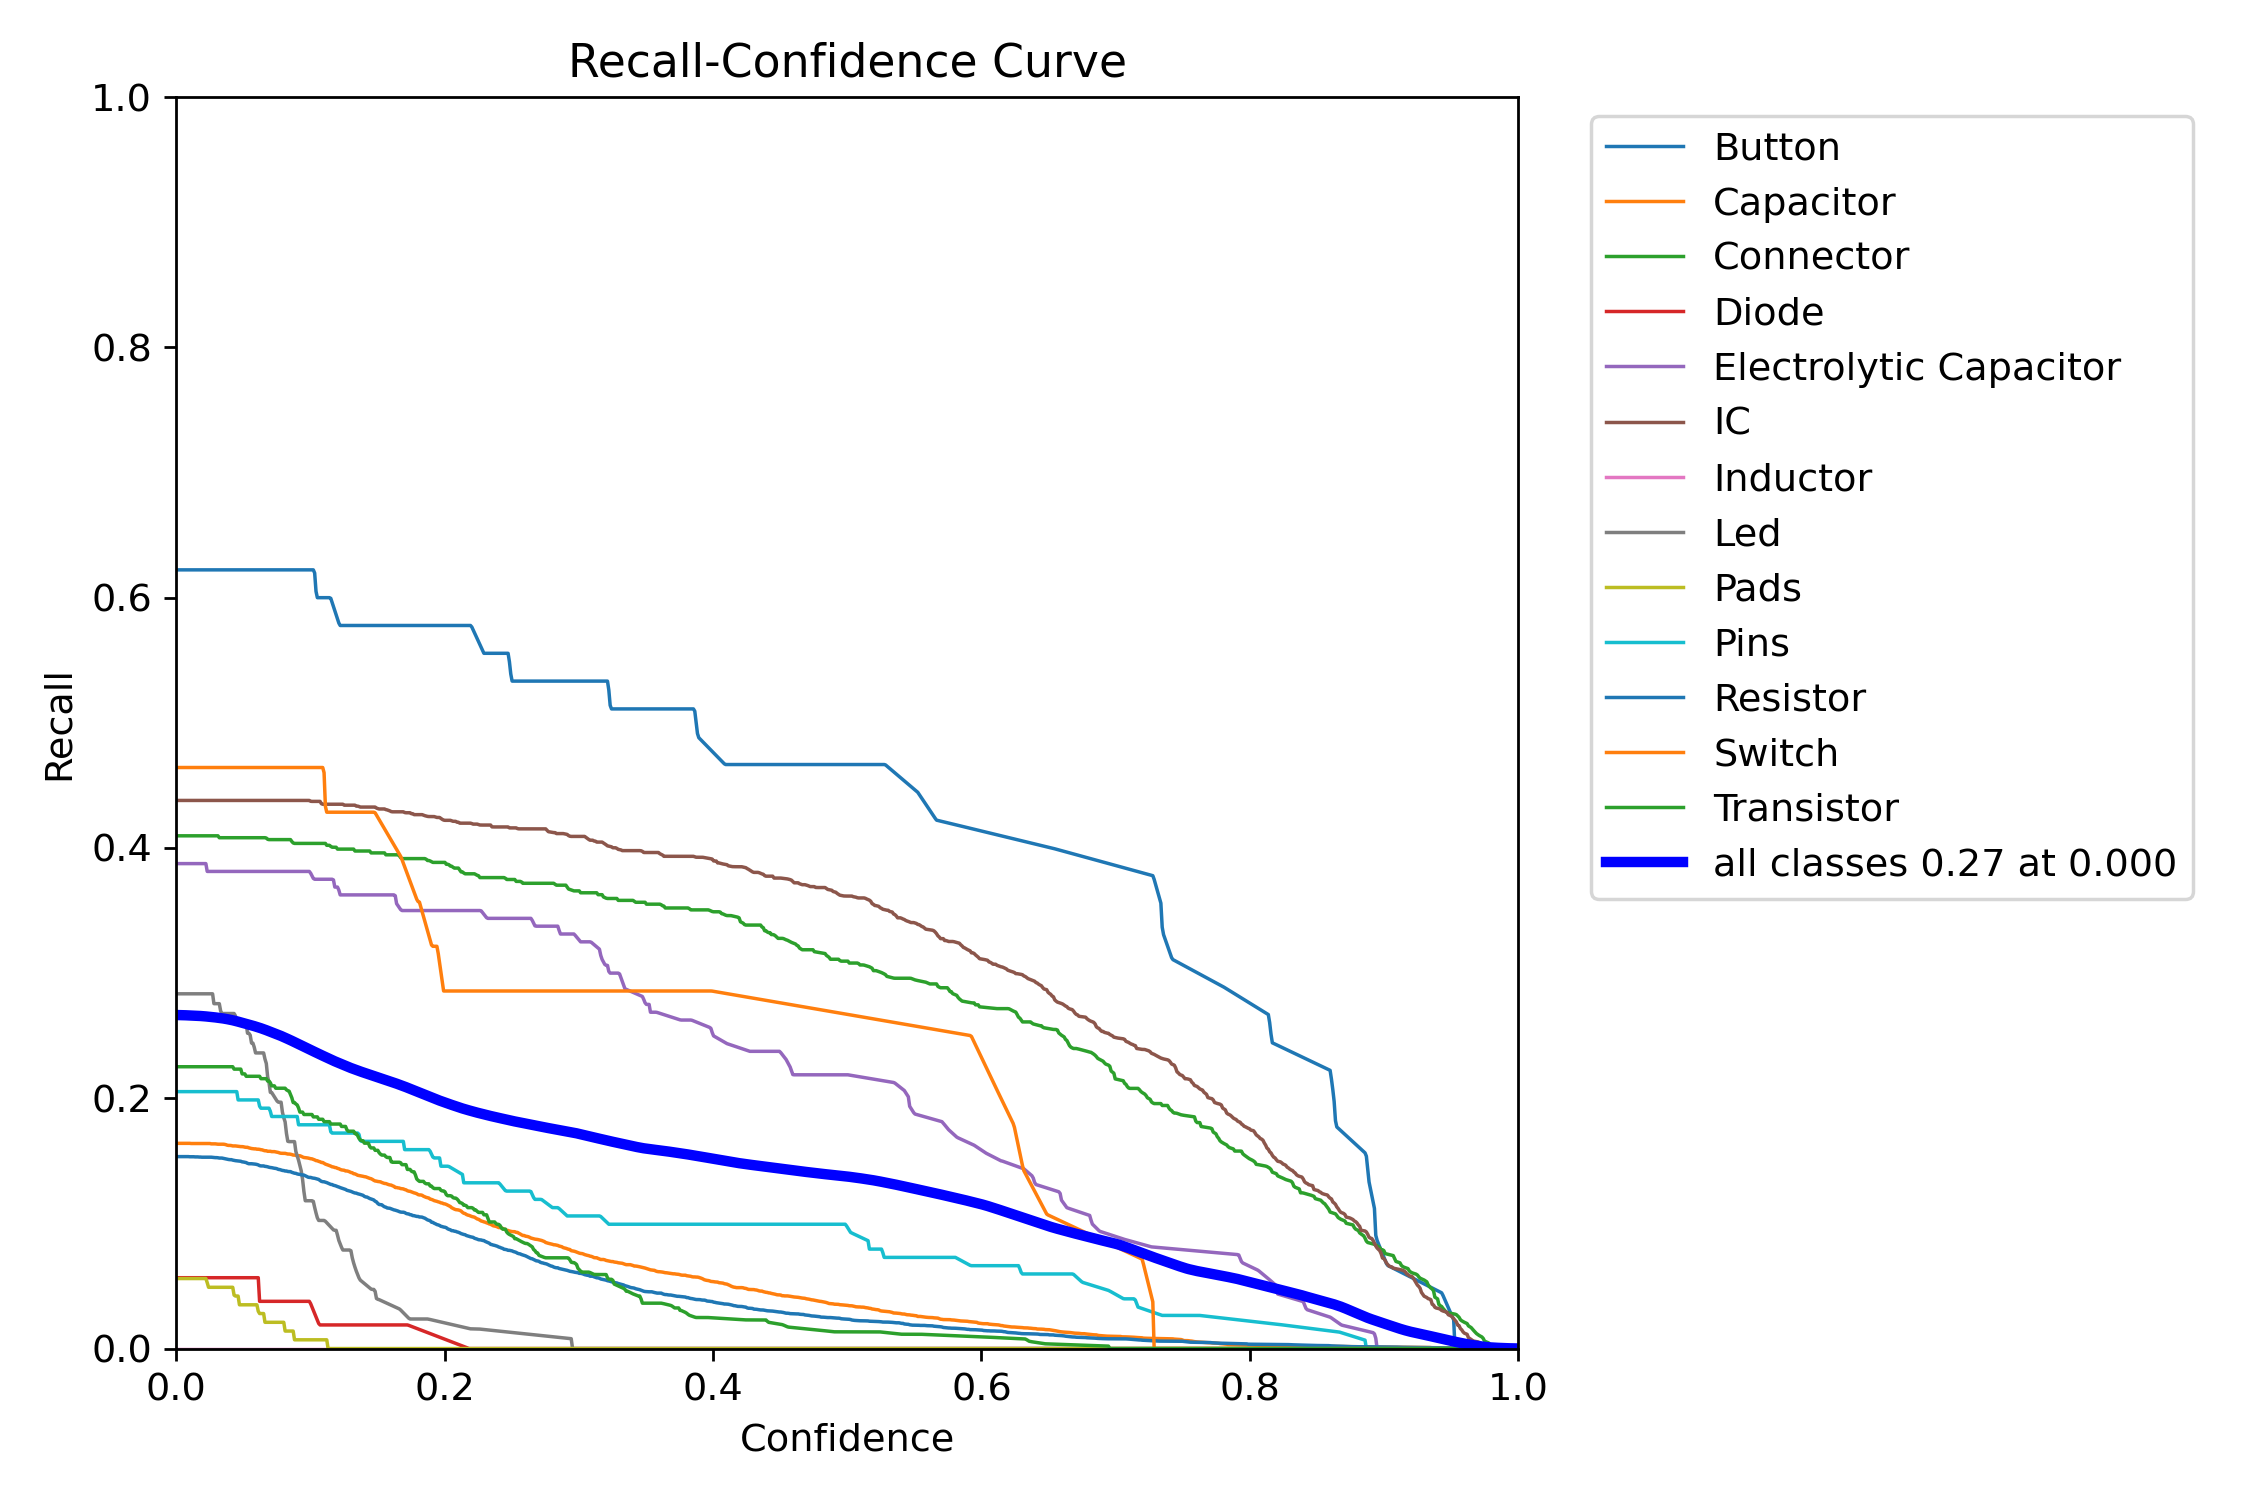 Recall-Confidence Curve
1.0
0.8
0.6
0.4
0.2
0.0
Recall
0.0 0.2 0.4 0.6 0.8 1.0
Confidence
Button
Capacitor
Connector
Diode
Electrolytic Capacitor
IC
Inductor
Led
Pads
Pins
Resistor
Switch
Transistor
all classes 0.27 at 0.000